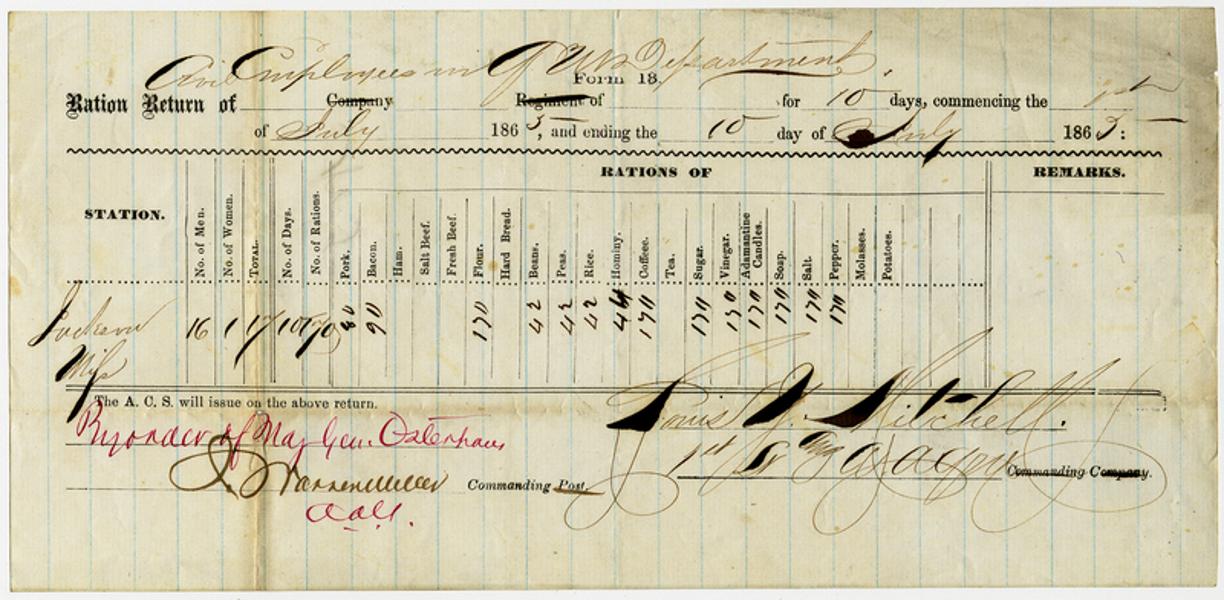 Civil Employees in Q M Department.
Form 18.
Ration Return of Company Regiment of for 10 days, commencing the 1st
of July 1865, and ending the 10 day of July 1865:
RATIONS OF
REMARKS.
STATION.
No. of Men. No. of Women. TOTAL. No. of Days. No. of Rations. Pork. Bacon. Ham. Salt Beef. Fresh Beef. Flour. Hard Bread. Beans. Peas. Rice. Hominy. Coffeee. Tea. Sugar. Vinegar. Adamantine Candles. Soap. Salt. Pepper. Molasses. Potatoes.
Jackson 16 1 17 10 170 80 90 170 42 42 42 44 170 170 170 170 170 170 170
Miss
The A. C. S. will issue on the above return.
Louis Mitchell.
By order of Maj Gen. Osterhaus
1st Lt Commanding Company.
Warren Miller Commanding Post.